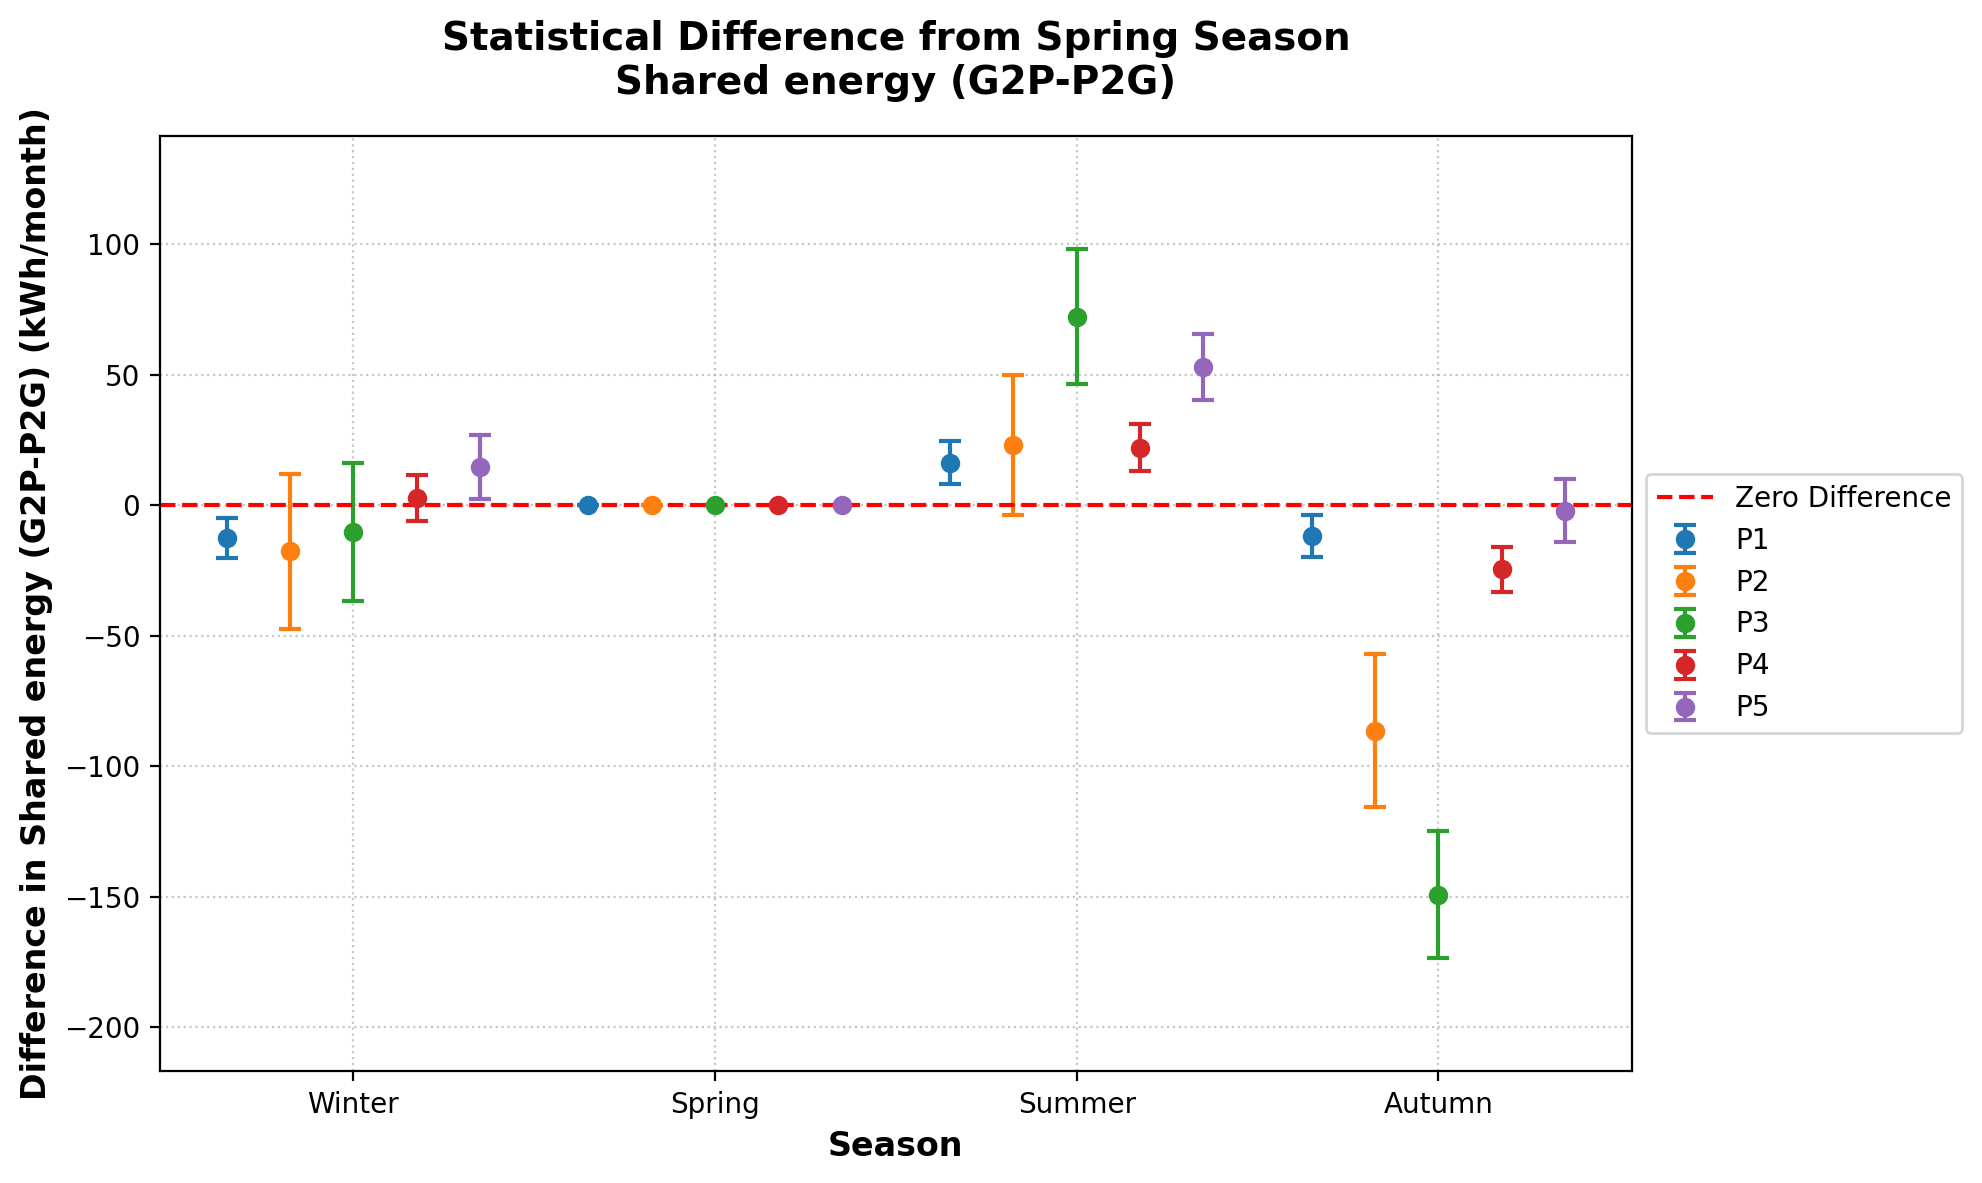 Statistical Difference from Spring Season
Shared energy (G2P-P2G)
Difference in Shared energy (G2P-P2G) (kWh/month)
100
50
0
−50
−100
−150
−200
Winter
Spring
Summer
Autumn
Season
Zero Difference
P1
P2
P3
P4
P5